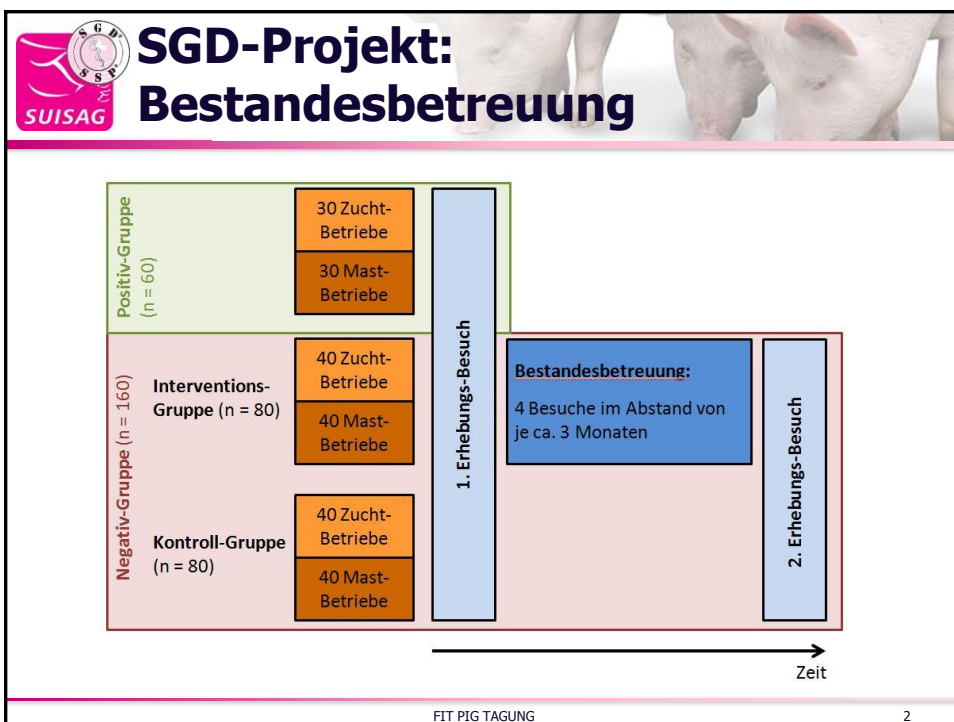 SGD
SSP
SUISAG
SGD-Projekt:
Bestandesbetreuung
Positiv-Gruppe
(n = 60)
30 Zucht-
Betriebe
30 Mast-
Betriebe
Negativ-Gruppe (n = 160)
Interventions-
Gruppe (n = 80)
40 Zucht-
Betriebe
40 Mast-
Betriebe
Kontroll-Gruppe
(n = 80)
40 Zucht-
Betriebe
40 Mast-
Betriebe
1. Erhebungs-Besuch
Bestandesbetreuung:
4 Besuche im Abstand von
je ca. 3 Monaten
2. Erhebungs-Besuch
Zeit
FIT PIG TAGUNG
2